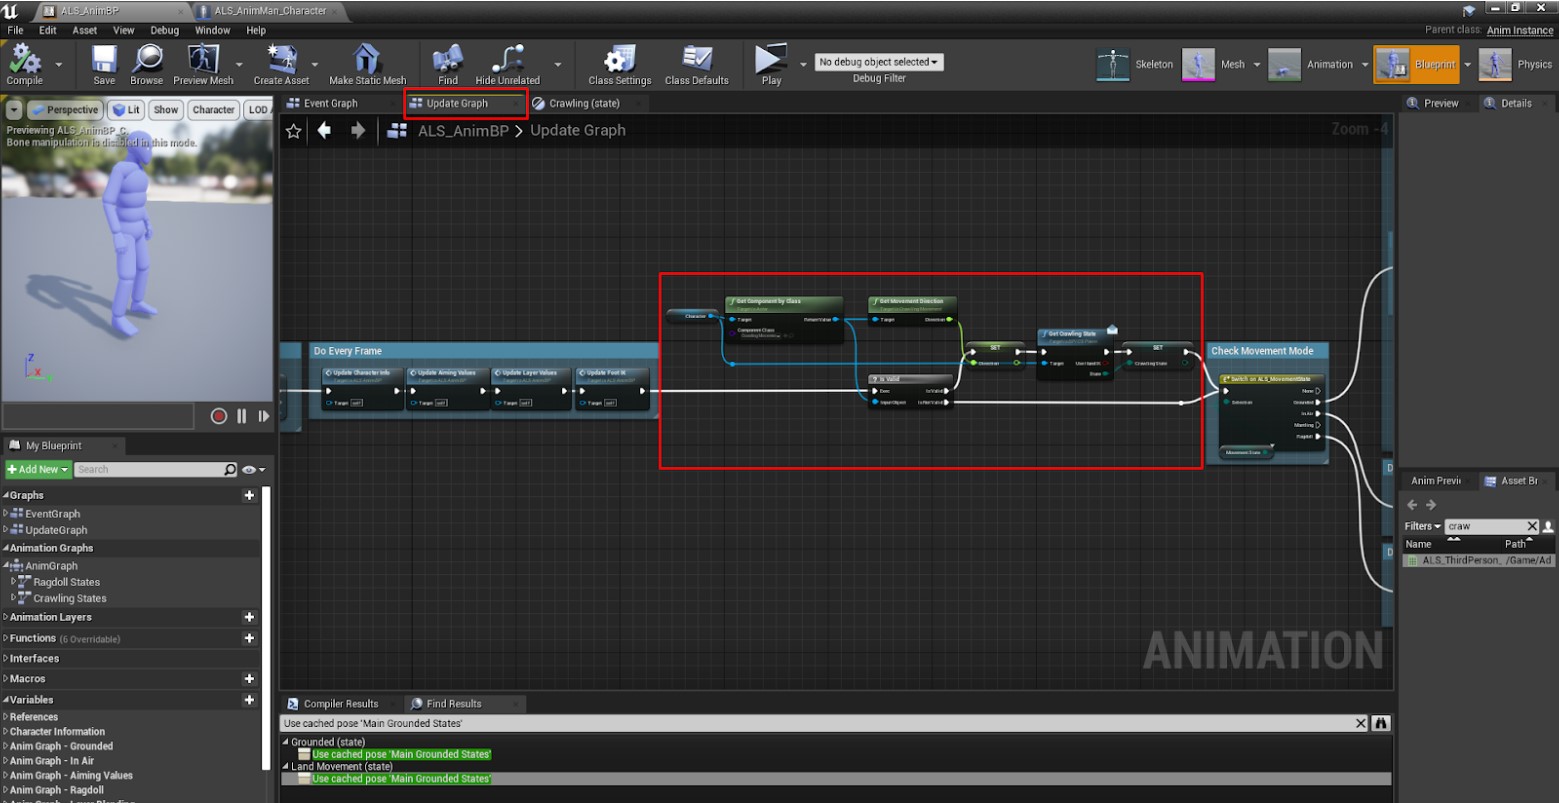 ALS_AnimBP
ALS_AnimMan_Character
File Edit Asset View Debug Window Help
Parent class: Anim Instance
Compile
Save
Browse
Preview Mesh
Create Asset
Make Static Mesh
Find
Hide Unrelated
Class Settings
Class Defaults
Play
No debug object selected
Debug Filter
Skeleton
Mesh
Animation
Blueprint
Physics
Perspective
Lit
Show
Character
LOD A
Previewing ALS_AnimBP_C.
Bone manipulation is disabled in this mode.
Z
X
Event Graph
Update Graph
Crawling (state)
ALS_AnimBP > Update Graph
Zoom -4
Preview
Details
Do Every Frame
Update Character Info
Target self
Update Aiming Values
Target self
Update Layer Values
Target self
Update Foot IK
Target self
Character
Get Component by Class
Target
Return Value
Component Class
Get Movement Direction
Target
Direction
Is Valid
Exec
Is Valid
Input Object
Is Not Valid
SET
Direction
Get Crawling State
Target
State
SET
Crawling State
Check Movement Mode
Switch on ALS_MovementState
None
Selection
Grounded
In Air
Mantling
Ragdoll
Movement State
D
D
ANIMATION
My Blueprint
Add New
Search
Graphs
EventGraph
UpdateGraph
Animation Graphs
AnimGraph
Ragdoll States
Crawling States
Animation Layers
Functions (6 Overridable)
Interfaces
Macros
Variables
References
Character Information
Anim Graph - Grounded
Anim Graph - In Air
Anim Graph - Aiming Values
Anim Graph - Ragdoll
Anim Graph - Layer Blending
Compiler Results
Find Results
Use cached pose 'Main Grounded States'
Grounded (state)
Use cached pose 'Main Grounded States'
Land Movement (state)
Use cached pose 'Main Grounded States'
Anim Previ
Asset Br
Filters
craw
Name
Path
ALS_ThirdPerson_ /Game/Ad